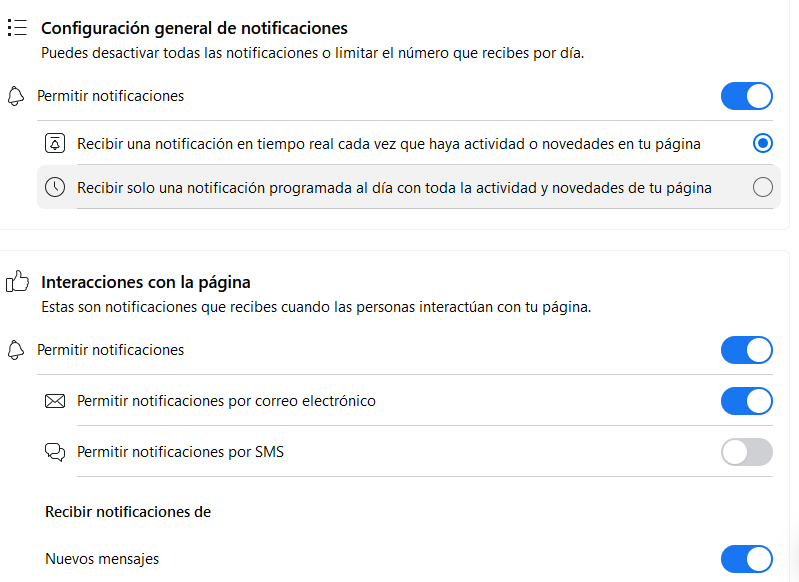 Configuración general de notificaciones
Puedes desactivar todas las notificaciones o limitar el número que recibes por día.
Permitir notificaciones
Recibir una notificación en tiempo real cada vez que haya actividad o novedades en tu página
Recibir solo una notificación programada al día con toda la actividad y novedades de tu página
Interacciones con la página
Estas son notificaciones que recibes cuando las personas interactúan con tu página.
Permitir notificaciones
Permitir notificaciones por correo electrónico
Permitir notificaciones por SMS
Recibir notificaciones de
Nuevos mensajes